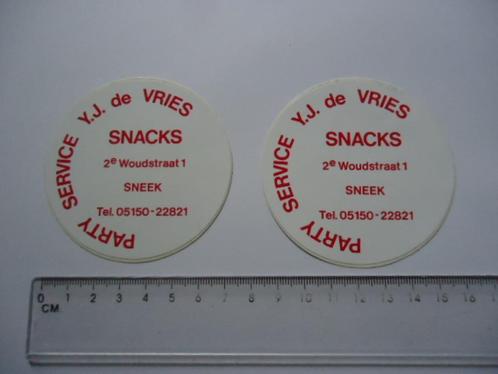 PARTY SERVICE Y.J. de VRIES
SNACKS
2e Woudstraat 1
SNEEK
Tel. 05150-22821
PARTY SERVICE Y.J. de VRIES
SNACKS
2e Woudstraat 1
SNEEK
Tel. 05150-22821
0 1 2 3 4 5 6 7 8 9 10 11 12 13 14 15 16
CM